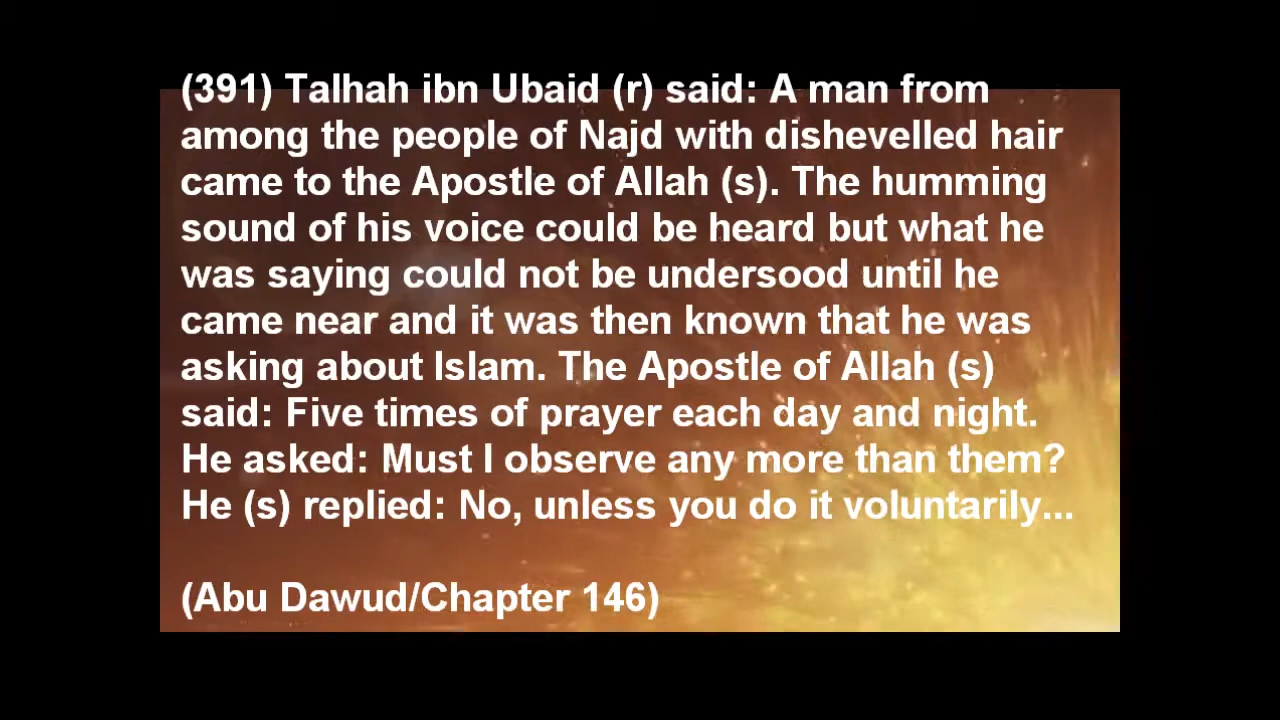 (391) Talhah ibn Ubaid (r) said: A man from
among the people of Najd with dishevelled hair
came to the Apostle of Allah (s). The humming
sound of his voice could be heard but what he
was saying could not be undersood until he
came near and it was then known that he was
asking about Islam. The Apostle of Allah (s)
said: Five times of prayer each day and night.
He asked: Must I observe any more than them?
He (s) replied: No, unless you do it voluntarily...
(Abu Dawud/Chapter 146)